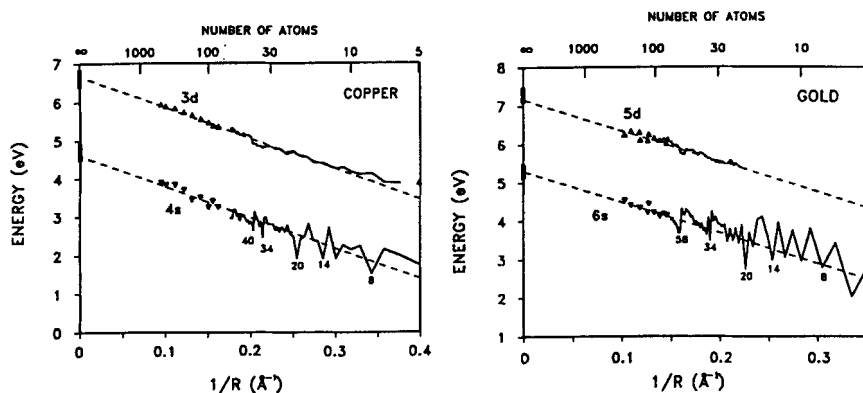 NUMBER OF ATOMS
∞ 1000 100 30 10 5
7
6
5
4
3
2
1
0
ENERGY (eV)
3d
COPPER
4s
40
34
20
14
8
0 0.1 0.2 0.3 0.4
1/R (Å⁻¹)
NUMBER OF ATOMS
∞ 1000 100 30 10
8
7
6
5
4
3
2
1
ENERGY (eV)
5d
GOLD
6s
58
34
20
14
8
0 0.1 0.2 0.3
1/R (Å⁻¹)